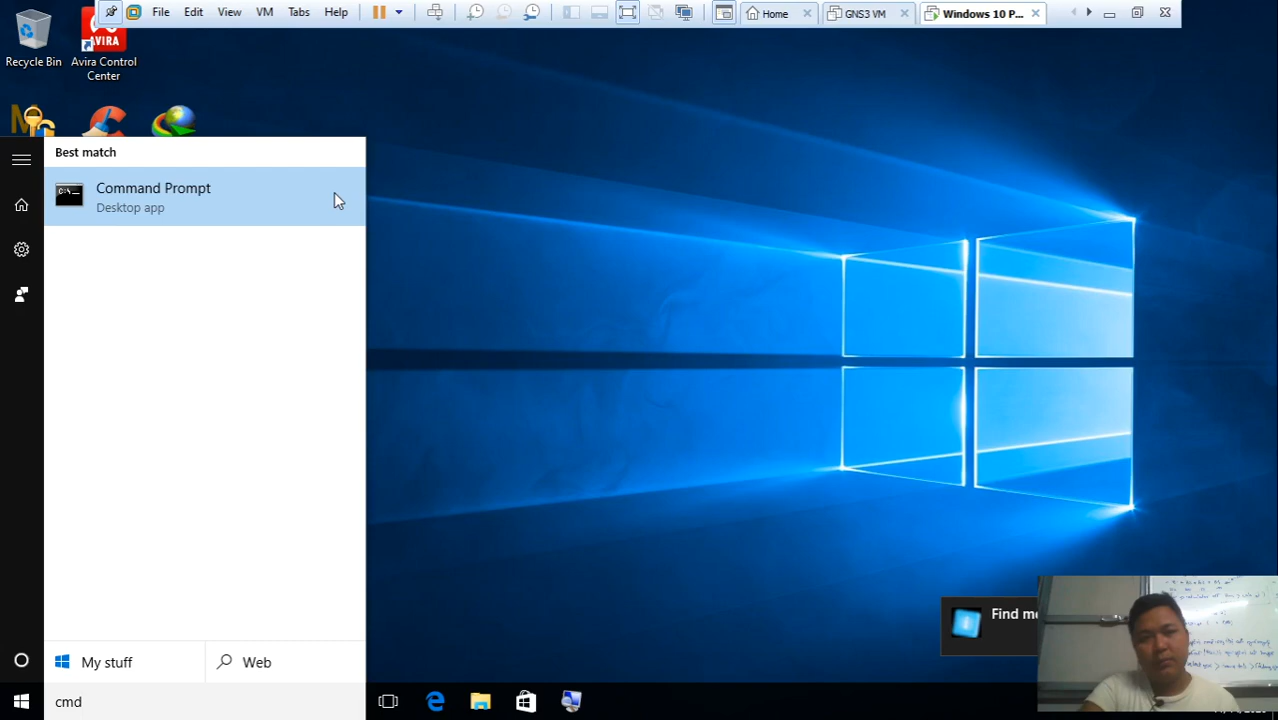 File Edit View VM Tabs Help
Home GNS3 VM Windows 10 P...
Recycle Bin
AVIRA
Avira Control
Center
Best match
C:\_
Command Prompt
Desktop app
Find me
My stuff Web
cmd